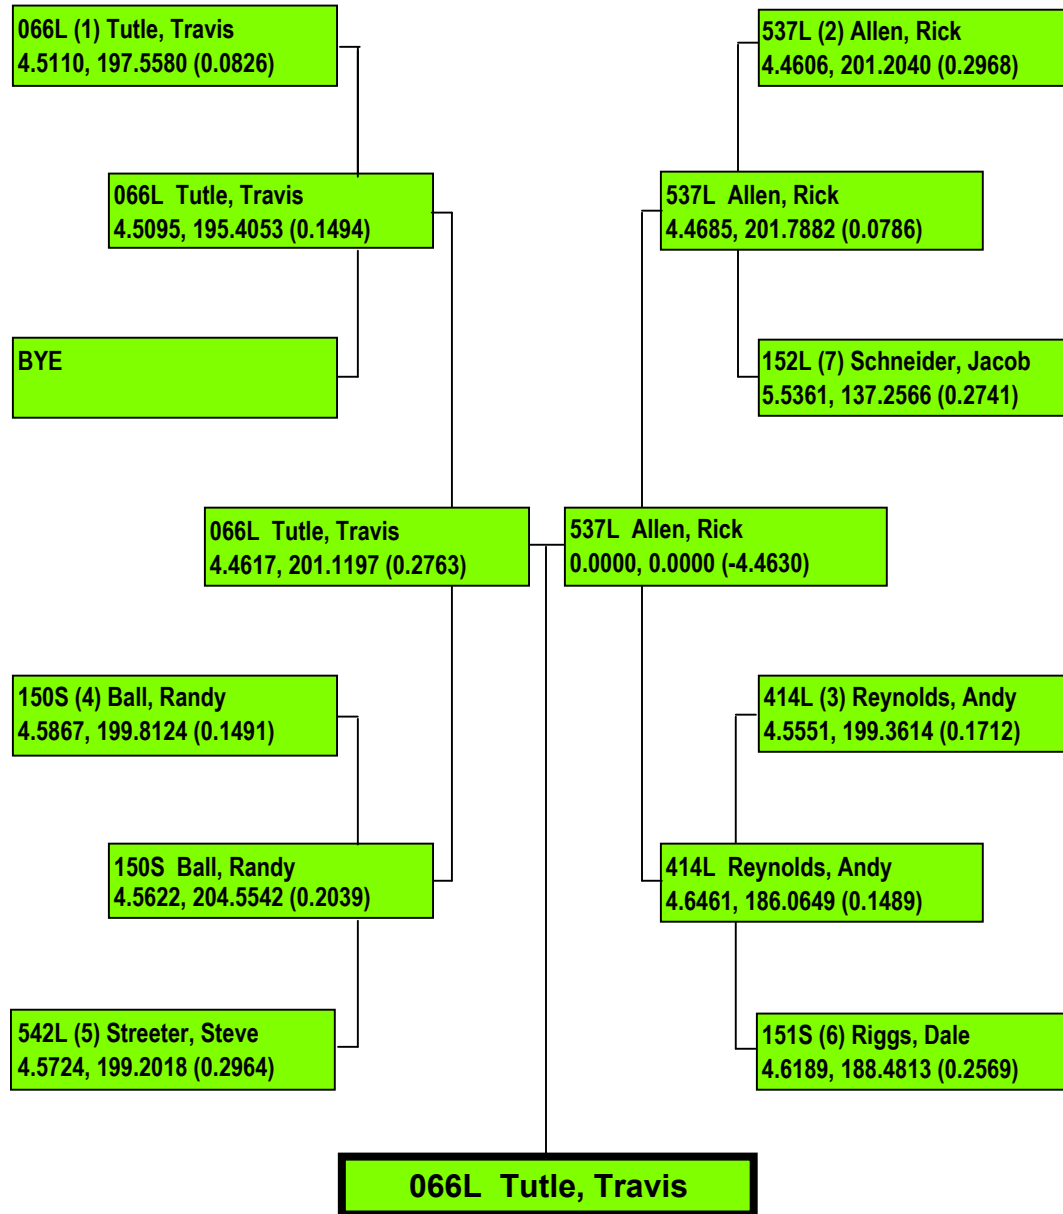 066L (1) Tutle, Travis
4.5110, 197.5580 (0.0826)
537L (2) Allen, Rick
4.4606, 201.2040 (0.2968)
066L Tutle, Travis
4.5095, 195.4053 (0.1494)
537L Allen, Rick
4.4685, 201.7882 (0.0786)
BYE
152L (7) Schneider, Jacob
5.5361, 137.2566 (0.2741)
066L Tutle, Travis
4.4617, 201.1197 (0.2763)
537L Allen, Rick
0.0000, 0.0000 (-4.4630)
150S (4) Ball, Randy
4.5867, 199.8124 (0.1491)
414L (3) Reynolds, Andy
4.5551, 199.3614 (0.1712)
150S Ball, Randy
4.5622, 204.5542 (0.2039)
414L Reynolds, Andy
4.6461, 186.0649 (0.1489)
542L (5) Streeter, Steve
4.5724, 199.2018 (0.2964)
151S (6) Riggs, Dale
4.6189, 188.4813 (0.2569)
066L Tutle, Travis